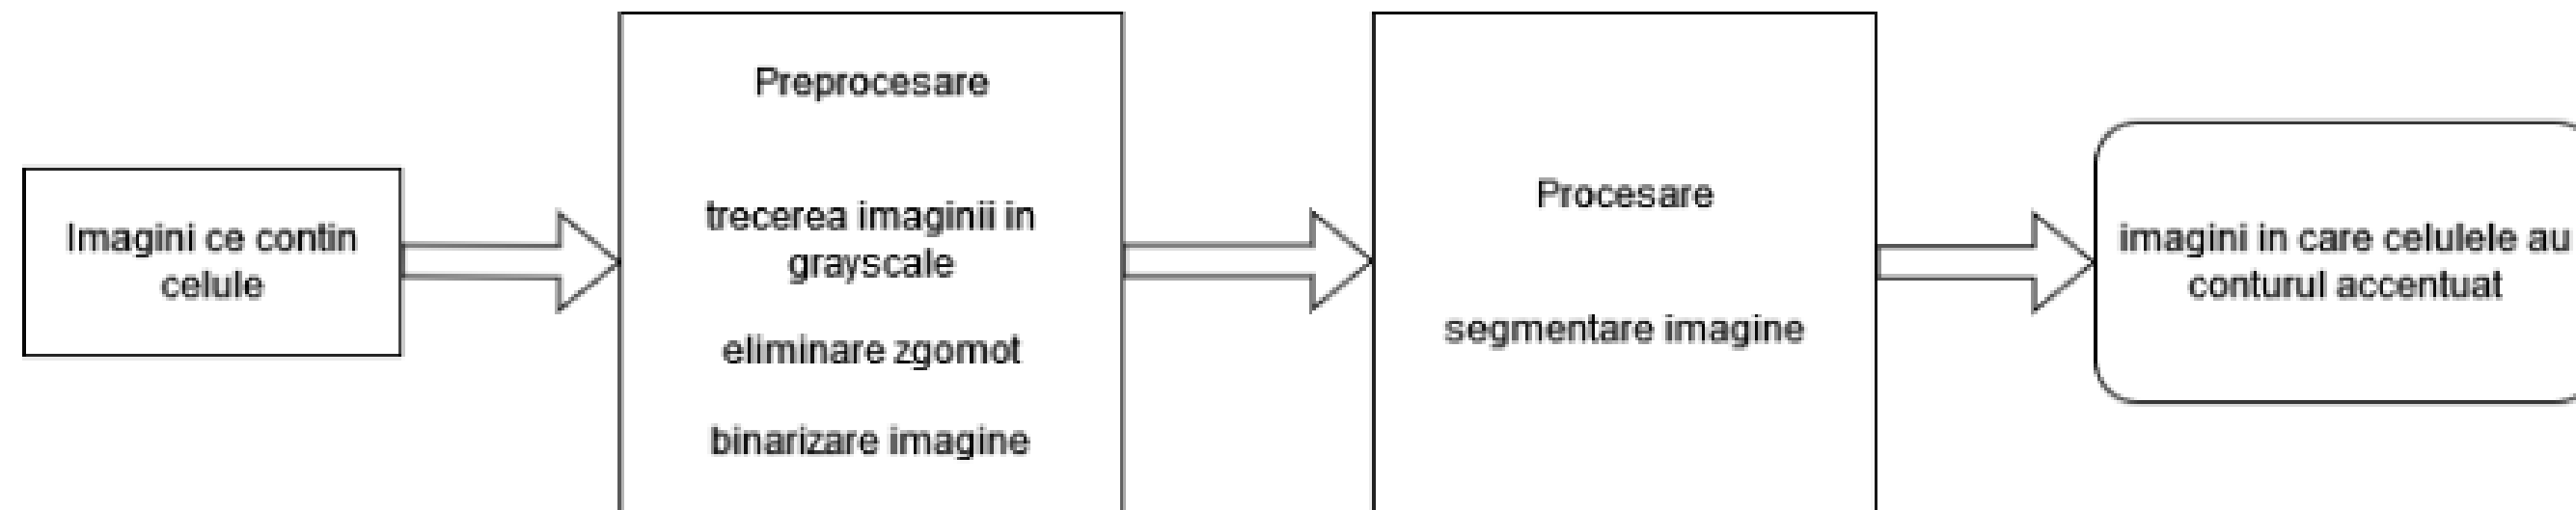 Imagini ce contin
celule
Preprocesare
trecerea imaginii in
grayscale
eliminare zgomot
binarizare imagine
Procesare
segmentare imagine
imagini in care celulele au
conturul accentuat